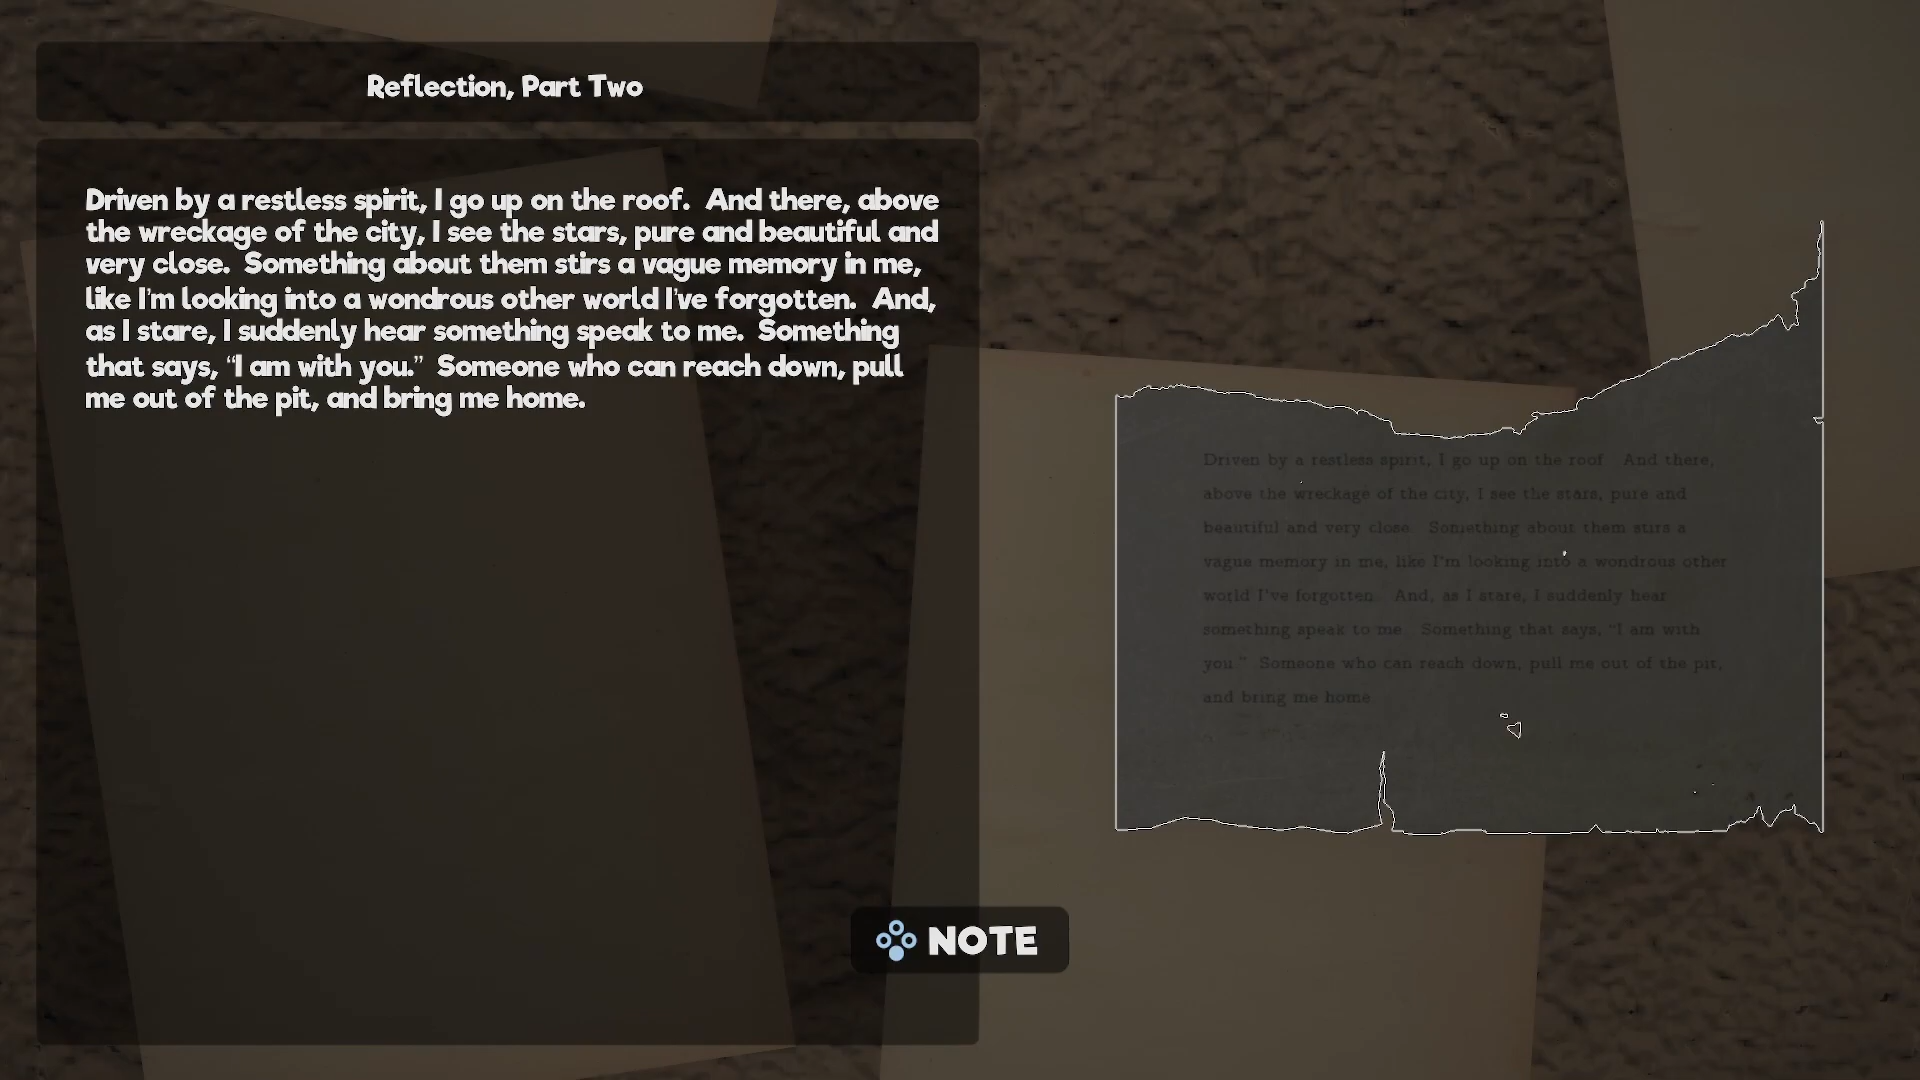 Reflection, Part Two
Driven by a restless spirit, I go up on the roof.  And there, above
the wreckage of the city, I see the stars, pure and beautiful and
very close.  Something about them stirs a vague memory in me,
like I'm looking into a wondrous other world I've forgotten.  And,
as I stare, I suddenly hear something speak to me.  Something
that says, “I am with you.”  Someone who can reach down, pull
me out of the pit, and bring me home.
Driven by a restless spirit, I go up on the roof   And there,
above the wreckage of the city, I see the stars, pure and
beautiful and very close   Something about them stirs a
vague memory in me, like I'm looking into a wondrous other
world I've forgotten   And, as I stare, I suddenly hear
something speak to me   Something that says, “I am with
you ”  Someone who can reach down, pull me out of the pit,
and bring me home
NOTE